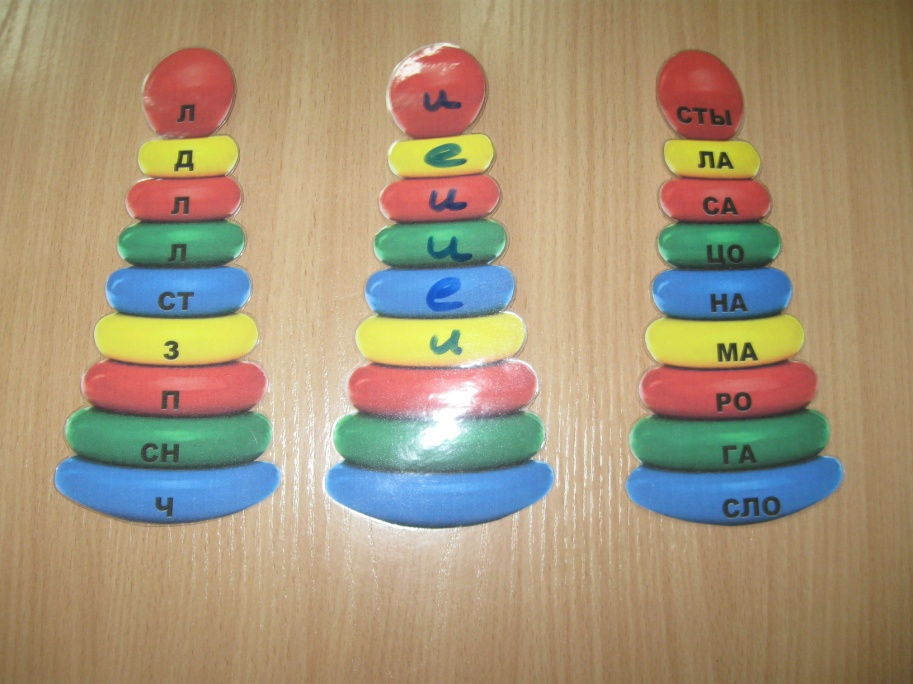 Л и СТЫ
Д е ЛА
Л и СА
Л и ЦО
СТ е НА
З и МА
П РО
СН ГА
Ч СЛО